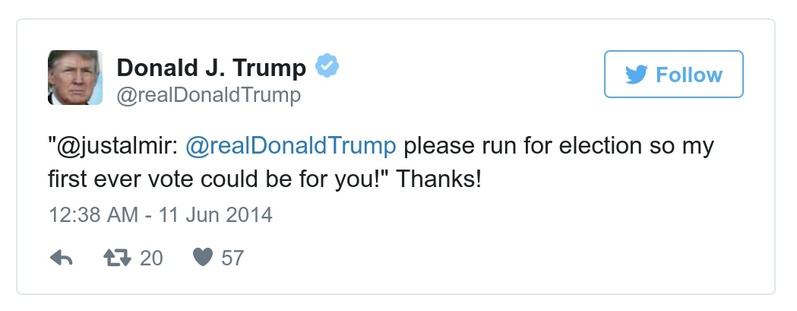 Donald J. Trump
@realDonaldTrump
Follow
"@justalmir: @realDonaldTrump please run for election so my
first ever vote could be for you!" Thanks!
12:38 AM - 11 Jun 2014
20 57